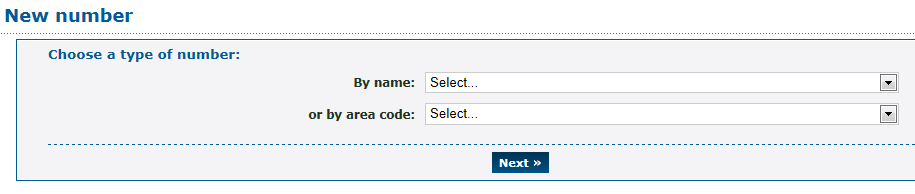 New number
Choose a type of number:
By name: Select...
or by area code: Select...
Next »